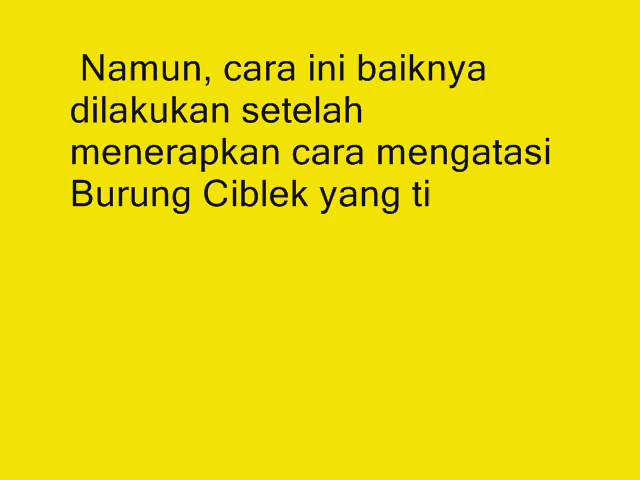 Namun, cara ini baiknya
dilakukan setelah
menerapkan cara mengatasi
Burung Ciblek yang ti